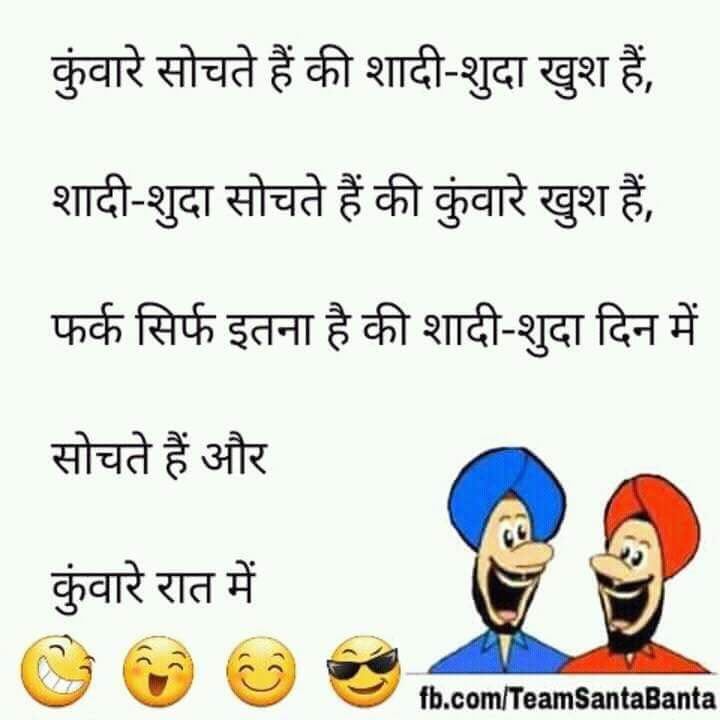 कुंवारे सोचते हैं की शादी-शुदा खुश हैं,
शादी-शुदा सोचते हैं की कुंवारे खुश हैं,
फर्क सिर्फ इतना है की शादी-शुदा दिन में
सोचते हैं और
कुंवारे रात में
fb.com/TeamSantaBanta